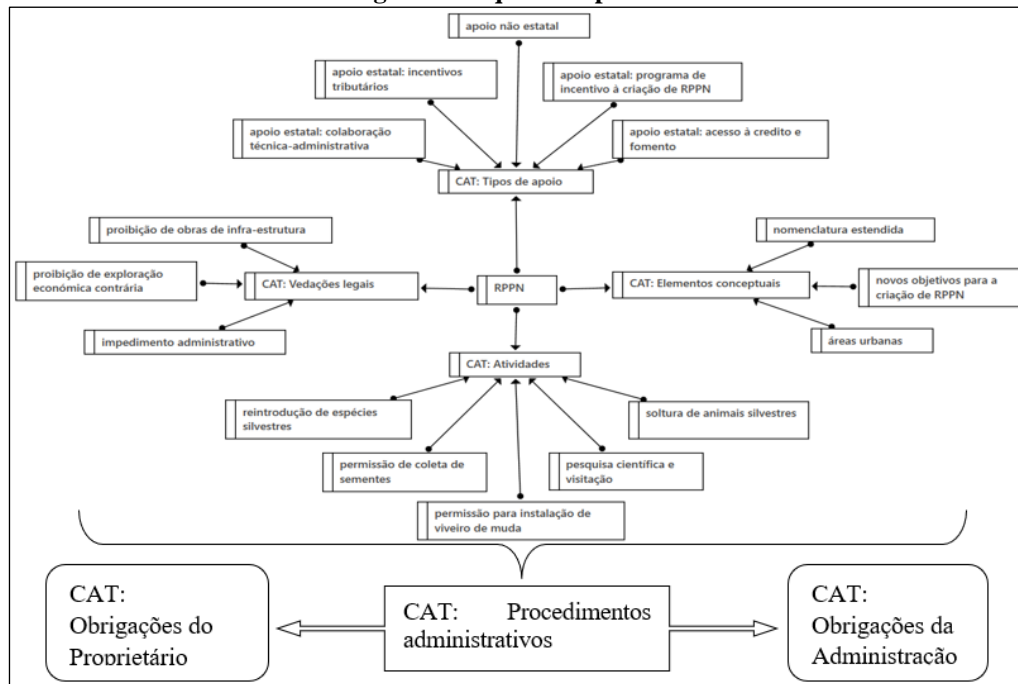 apoio não estatal
apoio estatal: incentivos
tributários
apoio estatal: programa de
incentivo à criação de RPPN
apoio estatal: colaboração
técnica-administrativa
apoio estatal: acesso à credito e
fomento
CAT: Tipos de apoio
proibição de obras de infra-estrutura
nomenclatura estendida
proibição de exploração
económica contrária
CAT: Vedações legais
RPPN
CAT: Elementos conceptuais
novos objetivos para a
criação de RPPN
impedimento administrativo
áreas urbanas
CAT: Atividades
reintrodução de espécies
silvestres
soltura de animais silvestres
permissão de coleta de
sementes
pesquisa científica e
visitação
permissão para instalação de
viveiro de muda
CAT:
Obrigações do
Proprietário
CAT: Procedimentos
administrativos
CAT:
Obrigações da
Administração